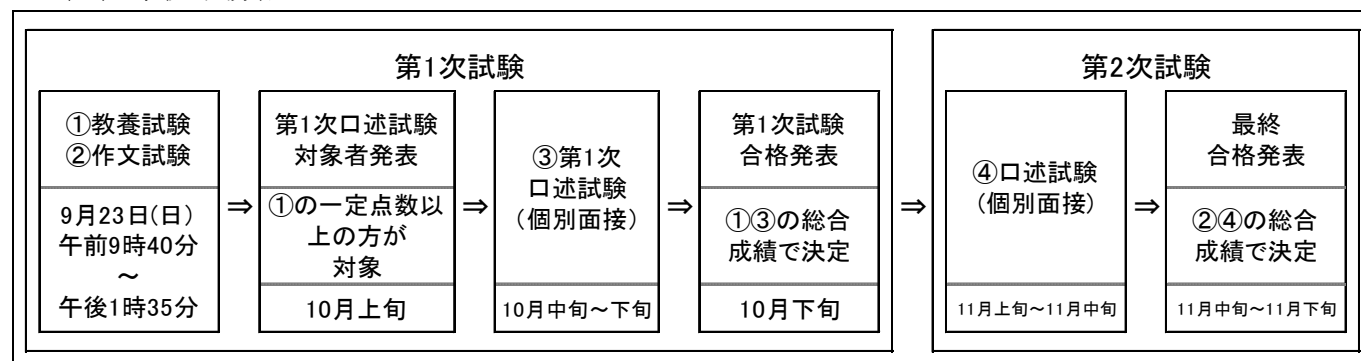 第1次試験
①教養試験
②作文試験
9月23日(日)
午前9時40分
～
午後1時35分
⇒
第1次口述試験
対象者発表
①の一定点数以
上の方が
対象
10月上旬
⇒
③第1次
口述試験
(個別面接)
10月中旬～下旬
⇒
第1次試験
合格発表
①③の総合
成績で決定
10月下旬
⇒
第2次試験
④口述試験
(個別面接)
11月上旬～11月中旬
⇒
最終
合格発表
②④の総合
成績で決定
11月中旬～11月下旬